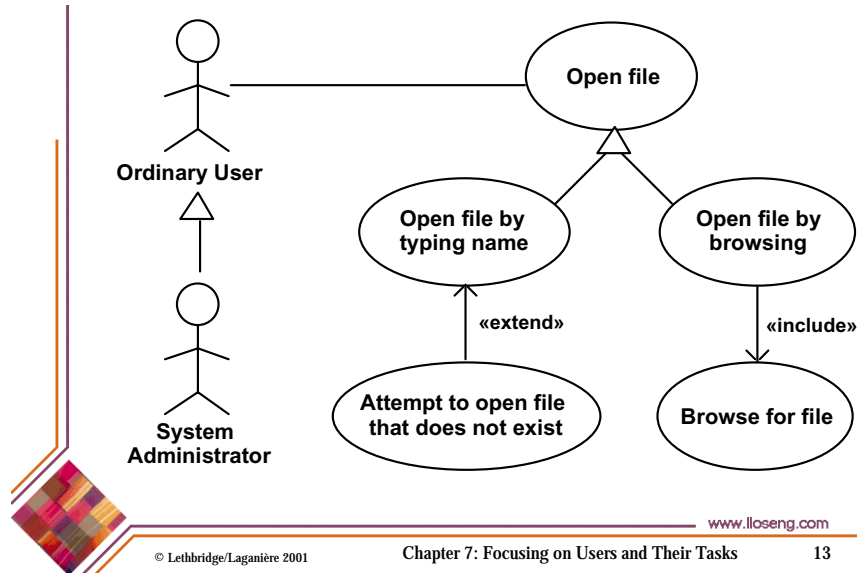 Open file
Ordinary User
Open file by
typing name
Open file by
browsing
«extend»
«include»
Attempt to open file
that does not exist
Browse for file
System
Administrator
www.lloseng.com
© Lethbridge/Laganière 2001
Chapter 7: Focusing on Users and Their Tasks
13